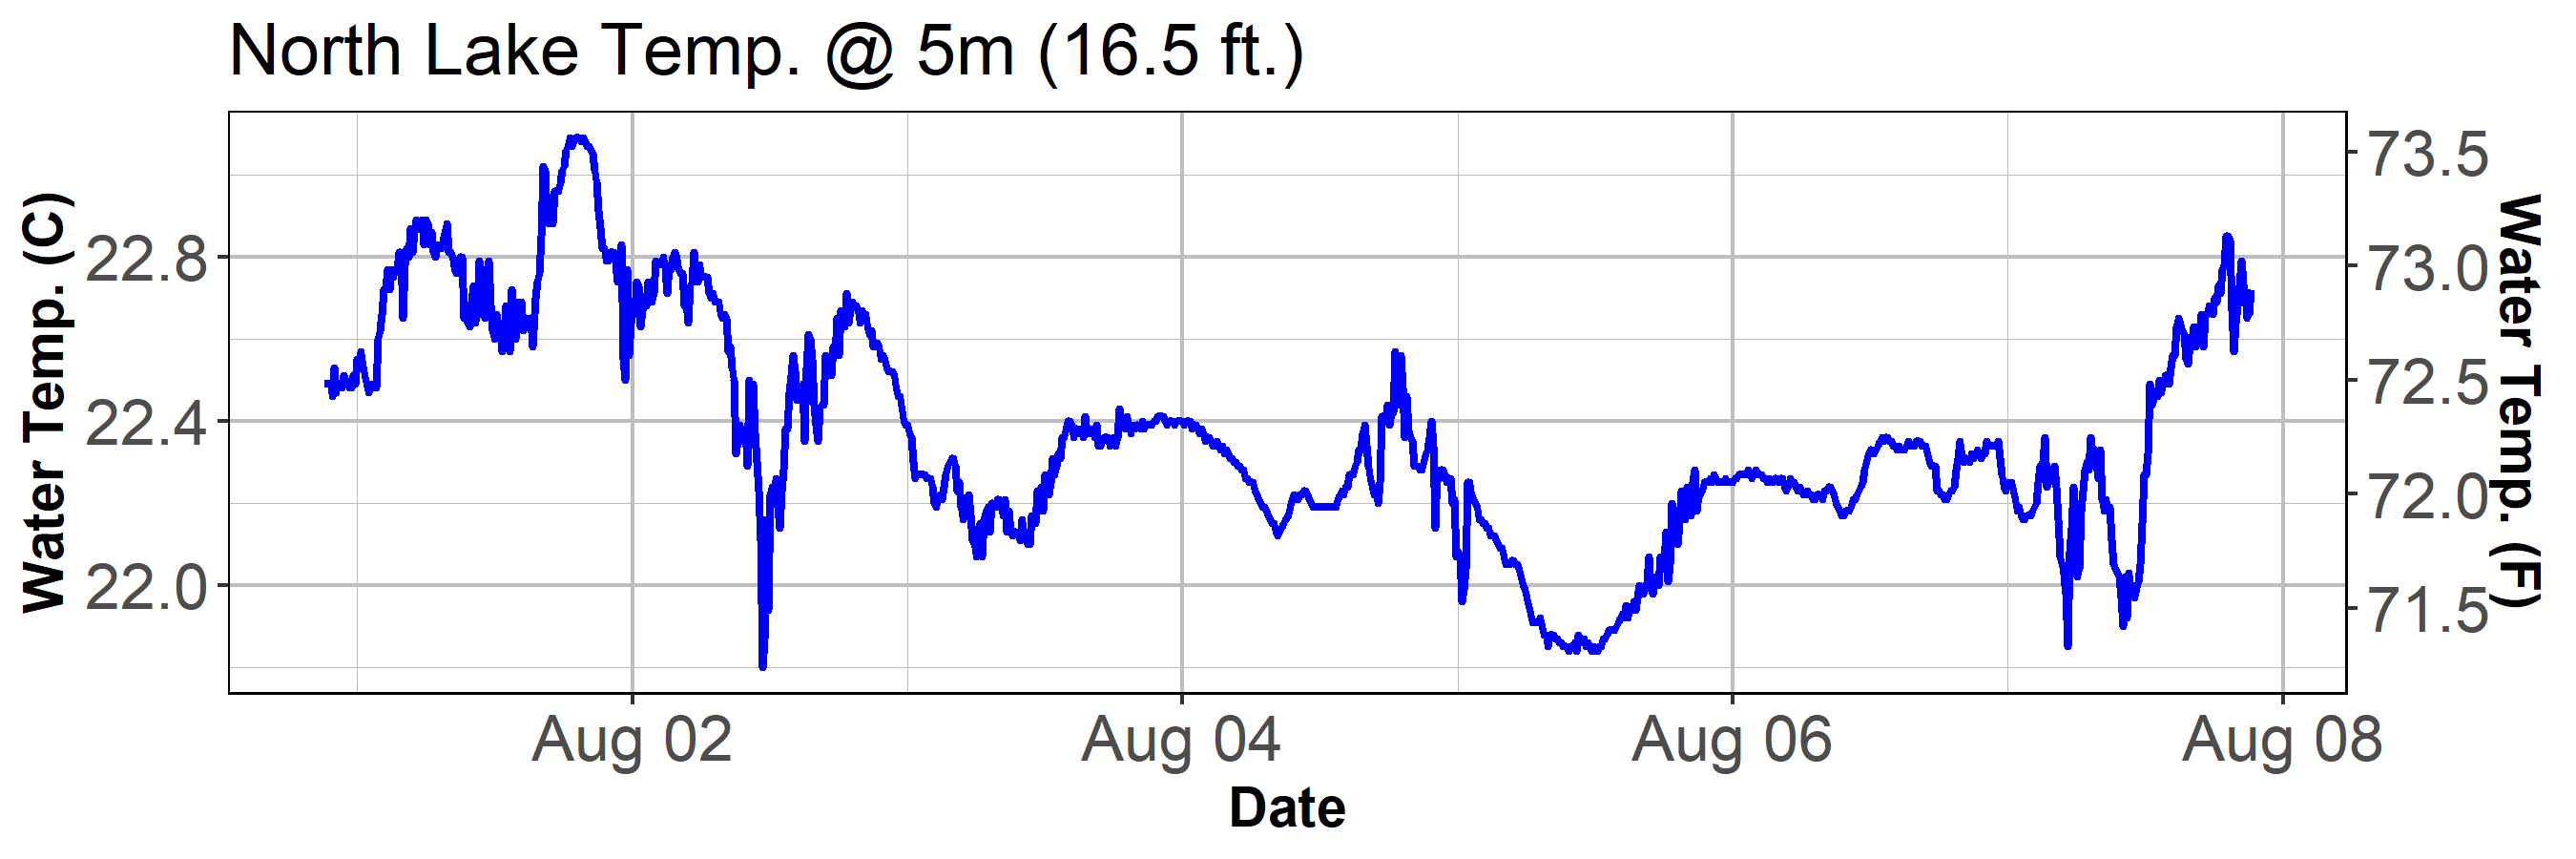 North Lake Temp. @ 5m (16.5 ft.)
Water Temp. (C)
22.8
22.4
22.0
73.5
73.0
72.5
72.0
71.5
Water Temp. (F)
Aug 02
Aug 04
Aug 06
Aug 08
Date